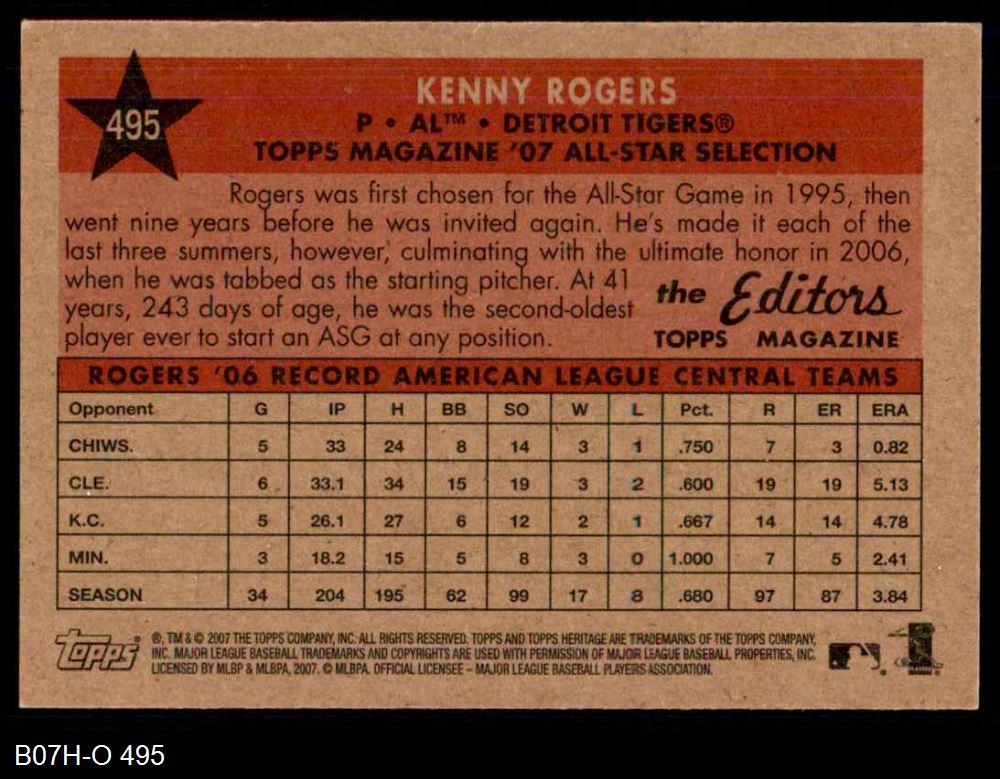 495
KENNY ROGERS
P • AL™ • DETROIT TIGERS®
TOPPS MAGAZINE '07 ALL-STAR SELECTION
Rogers was first chosen for the All-Star Game in 1995, then
went nine years before he was invited again. He's made it each of the
last three summers, however, culminating with the ultimate honor in 2006,
when he was tabbed as the starting pitcher. At 41
years, 243 days of age, he was the second-oldest
player ever to start an ASG at any position.
the Editors
TOPPS MAGAZINE
ROGERS '06 RECORD AMERICAN LEAGUE CENTRAL TEAMS
Opponent G IP H BB SO W L Pct. R ER ERA
CHIWS. 5 33 24 8 14 3 1 .750 7 3 0.82
CLE. 6 33.1 34 15 19 3 2 .600 19 19 5.13
K.C. 5 26.1 27 6 12 2 1 .667 14 14 4.78
MIN. 3 18.2 15 5 8 3 0 1.000 7 5 2.41
SEASON 34 204 195 62 99 17 8 .680 97 87 3.84
Topps®
®, TM & © 2007 THE TOPPS COMPANY, INC. ALL RIGHTS RESERVED. TOPPS AND TOPPS HERITAGE ARE TRADEMARKS OF THE TOPPS COMPANY,
INC. MAJOR LEAGUE BASEBALL TRADEMARKS AND COPYRIGHTS ARE USED WITH PERMISSION OF MAJOR LEAGUE BASEBALL PROPERTIES, INC.
LICENSED BY MLBP & MLBPA, 2007. © MLBPA. OFFICIAL LICENSEE – MAJOR LEAGUE BASEBALL PLAYERS ASSOCIATION.
B07H-O 495